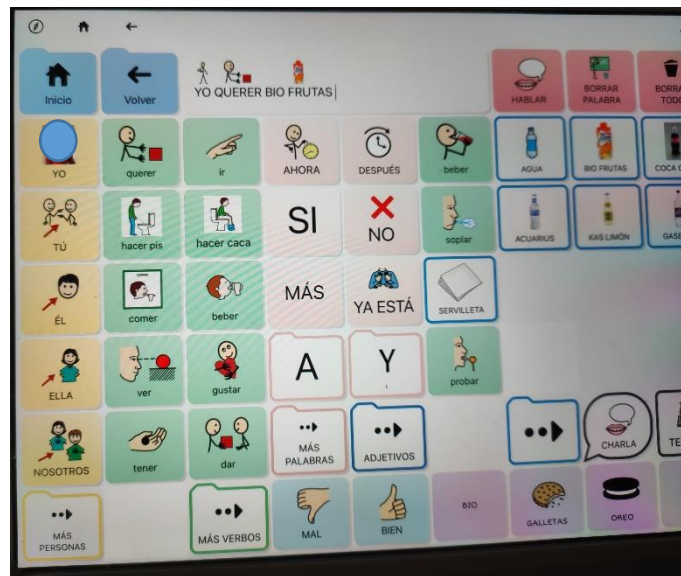 Inicio
Volver
YO QUERER BIO FRUTAS
HABLAR
BORRAR
PALABRA
YO
querer
ir
AHORA
DESPUÉS
beber
AGUA
BIO FRUTAS
COCA
TÚ
hacer pis
hacer caca
SI
NO
soplar
ACUARIUS
KAS LIMÓN
ÉL
comer
beber
MÁS
YA ESTÁ
SERVILLETA
ELLA
ver
gustar
A
Y
probar
NOSOTROS
tener
dar
MÁS
PALABRAS
ADJETIVOS
CHARLA
MÁS
PERSONAS
MÁS VERBOS
MAL
BIEN
BIO
GALLETAS
OREO